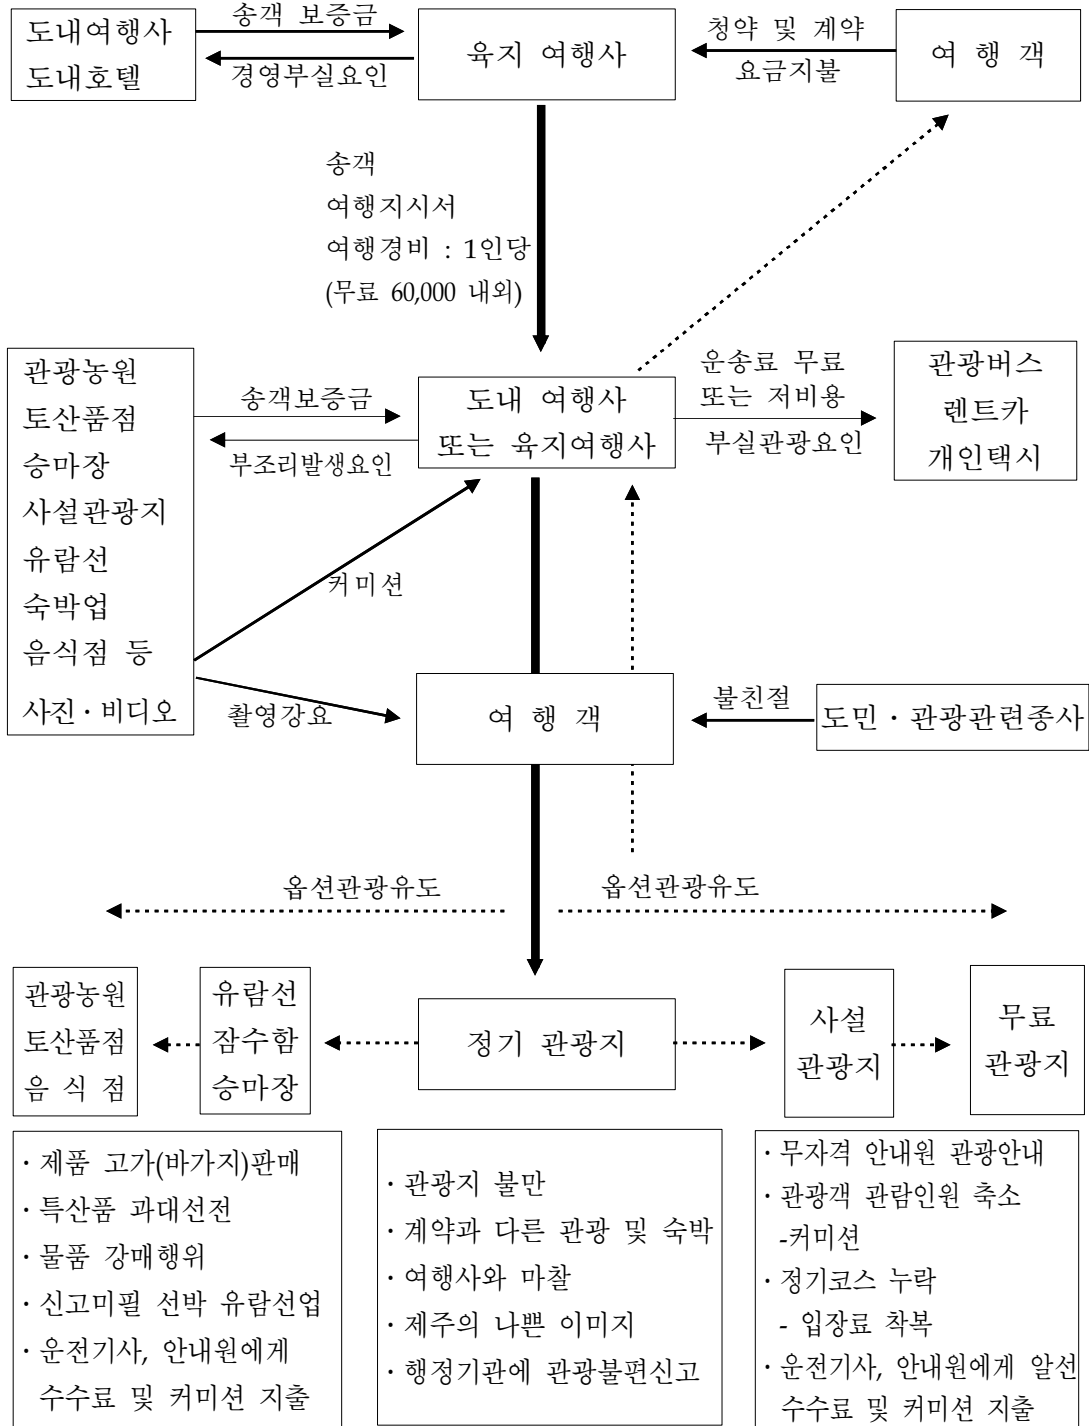 도내여행사
도내호텔
송객 보증금
경영부실요인
육지 여행사
청약 및 계약
요금지불
여 행 객
송객
여행지시서
여행경비 : 1인당
(무료 60,000 내외)
관광농원
토산품점
승마장
사설관광지
유람선
숙박업
음식점 등
사진·비디오
송객보증금
부조리발생요인
도내 여행사
또는 육지여행사
운송료 무료
또는 저비용
부실관광요인
관광버스
렌트카
개인택시
커미션
촬영강요
여 행 객
불친절
도민·관광관련종사
옵션관광유도
옵션관광유도
관광농원
토산품점
음 식 점
유람선
잠수함
승마장
정기 관광지
사설
관광지
무료
관광지
·제품 고가(바가지)판매
·특산품 과대선전
·물품 강매행위
·신고미필 선박 유람선업
·운전기사, 안내원에게
수수료 및 커미션 지출
·관광지 불만
·계약과 다른 관광 및 숙박
·여행사와 마찰
·제주의 나쁜 이미지
·행정기관에 관광불편신고
·무자격 안내원 관광안내
·관광객 관람인원 축소
-커미션
·정기코스 누락
- 입장료 착복
·운전기사, 안내원에게 알선
수수료 및 커미션 지출